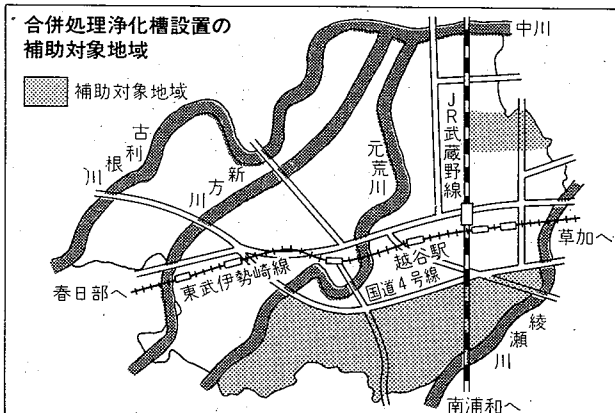 合併処理浄化槽設置の
補助対象地域
補助対象地域
中川
JR武蔵野線
元荒川
古利根川
新方川
越谷駅
草加へ
東武伊勢崎線
国道4号線
春日部へ
綾瀬川
南浦和へ